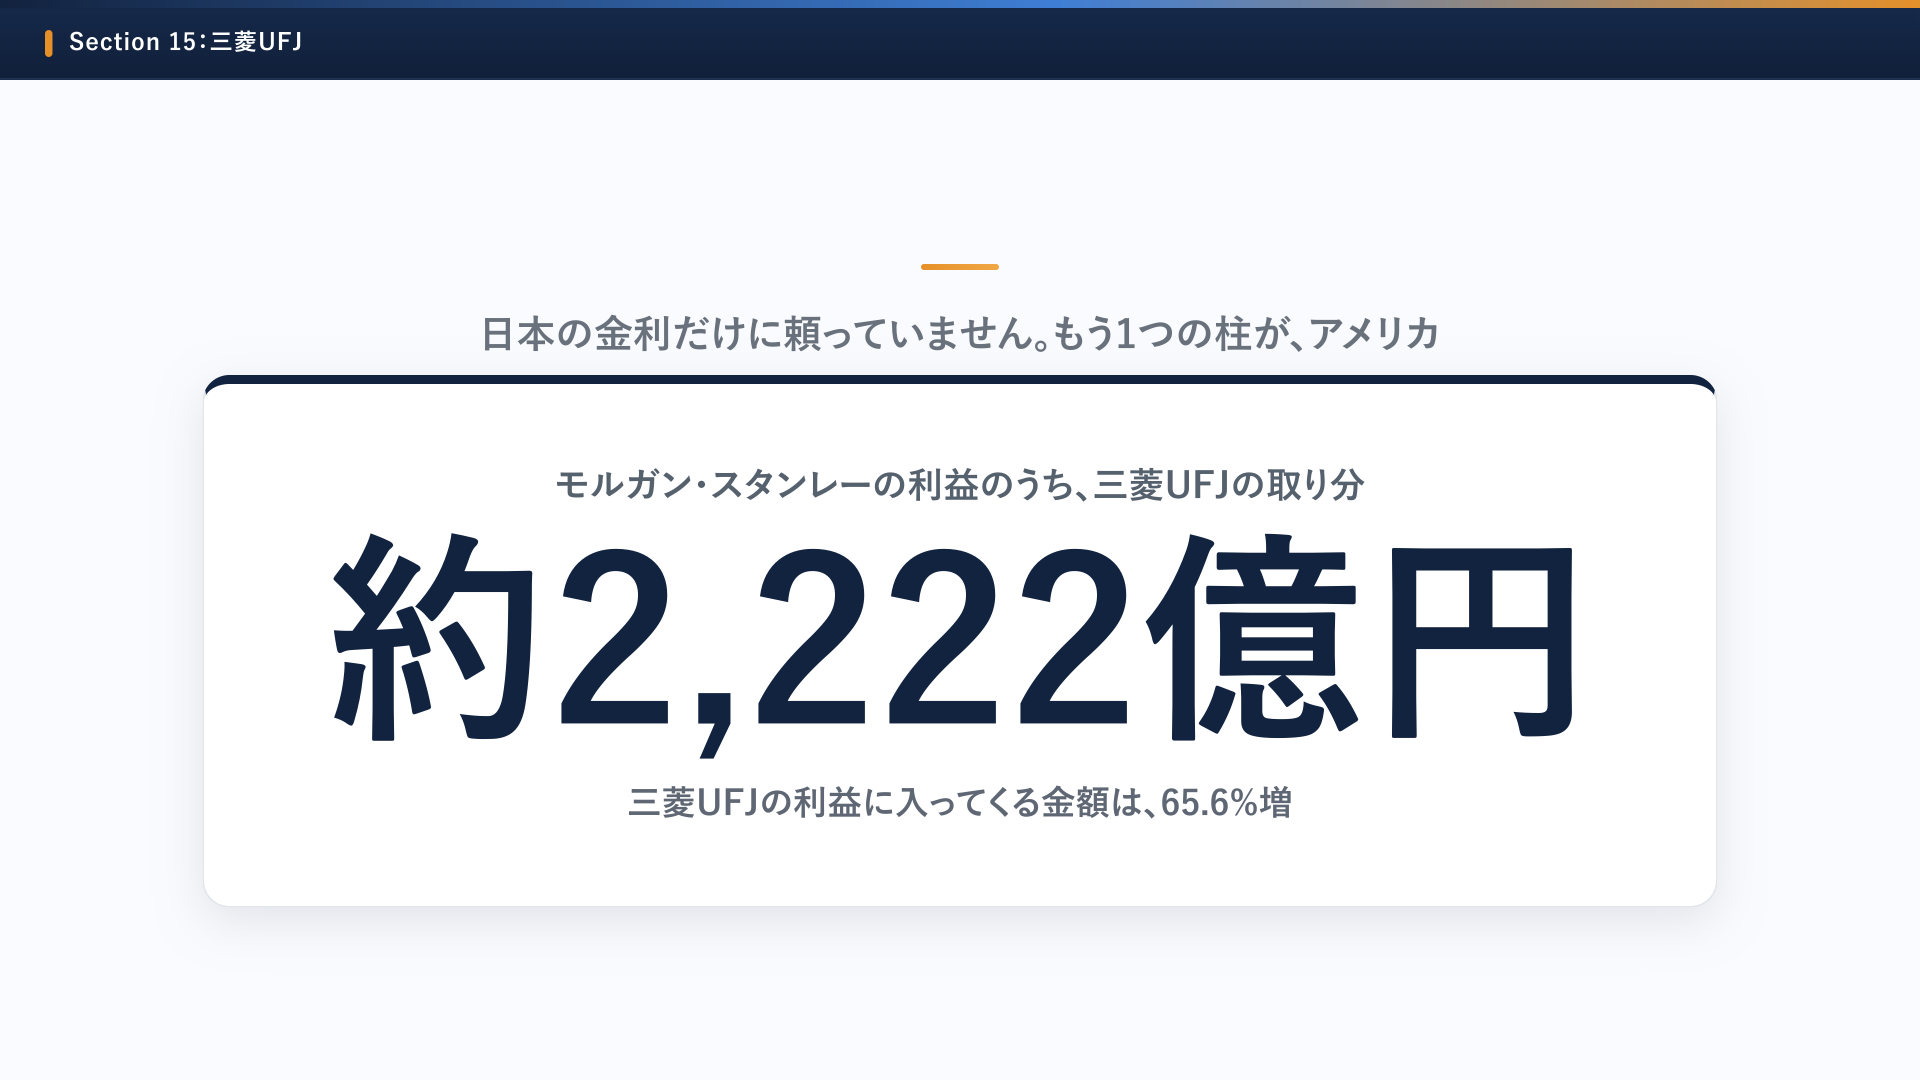 Section 15：三菱UFJ
日本の金利だけに頼っていません。もう1つの柱が、アメリカ
モルガン・スタンレーの利益のうち、三菱UFJの取り分
約2,222億円
三菱UFJの利益に入ってくる金額は、65.6%増